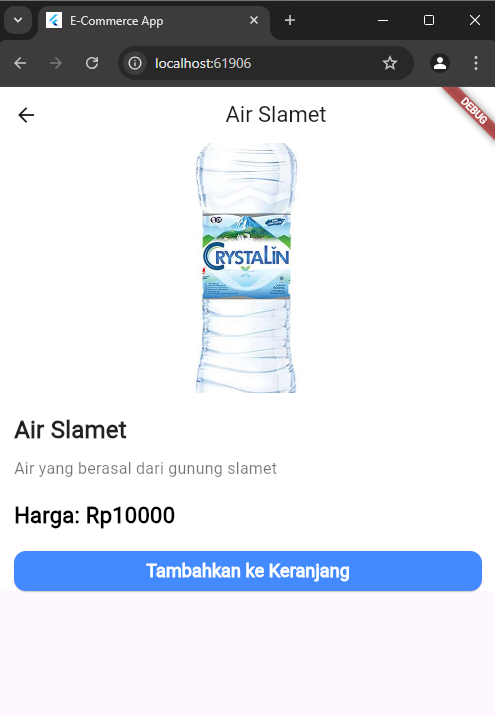 E-Commerce App
localhost:61906
Air Slamet
DEBUG
CRYSTALIN
Air Slamet
Air yang berasal dari gunung slamet
Harga: Rp10000
Tambahkan ke Keranjang